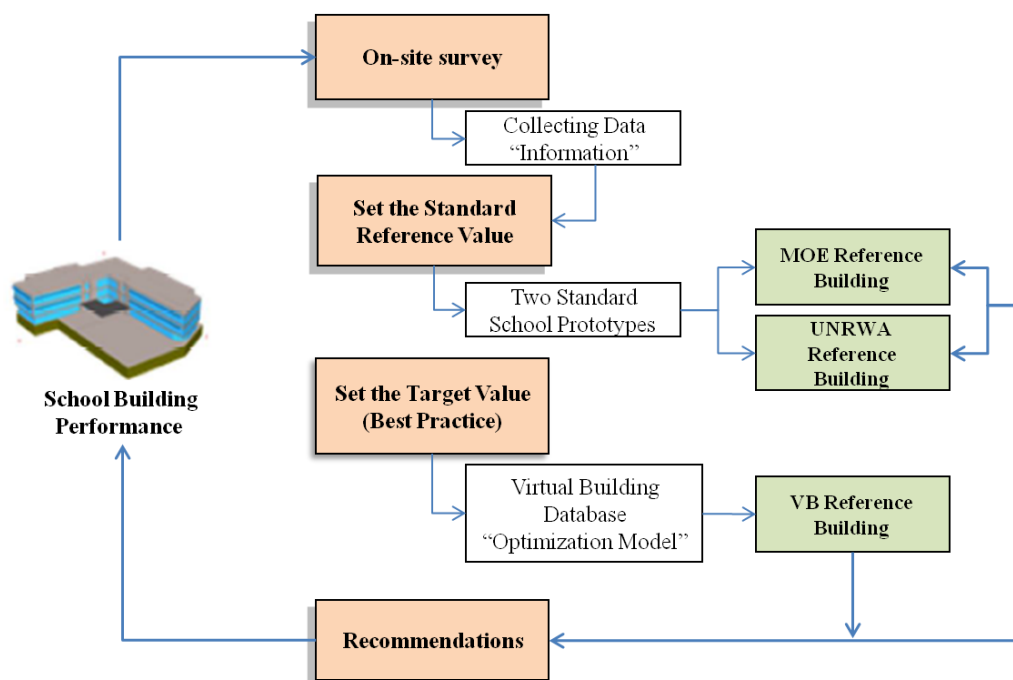 On-site survey
Collecting Data
“Information”
Set the Standard
Reference Value
Two Standard
School Prototypes
MOE Reference
Building
UNRWA
Reference
Building
School Building
Performance
Set the Target Value
(Best Practice)
Virtual Building
Database
“Optimization Model”
VB Reference
Building
Recommendations